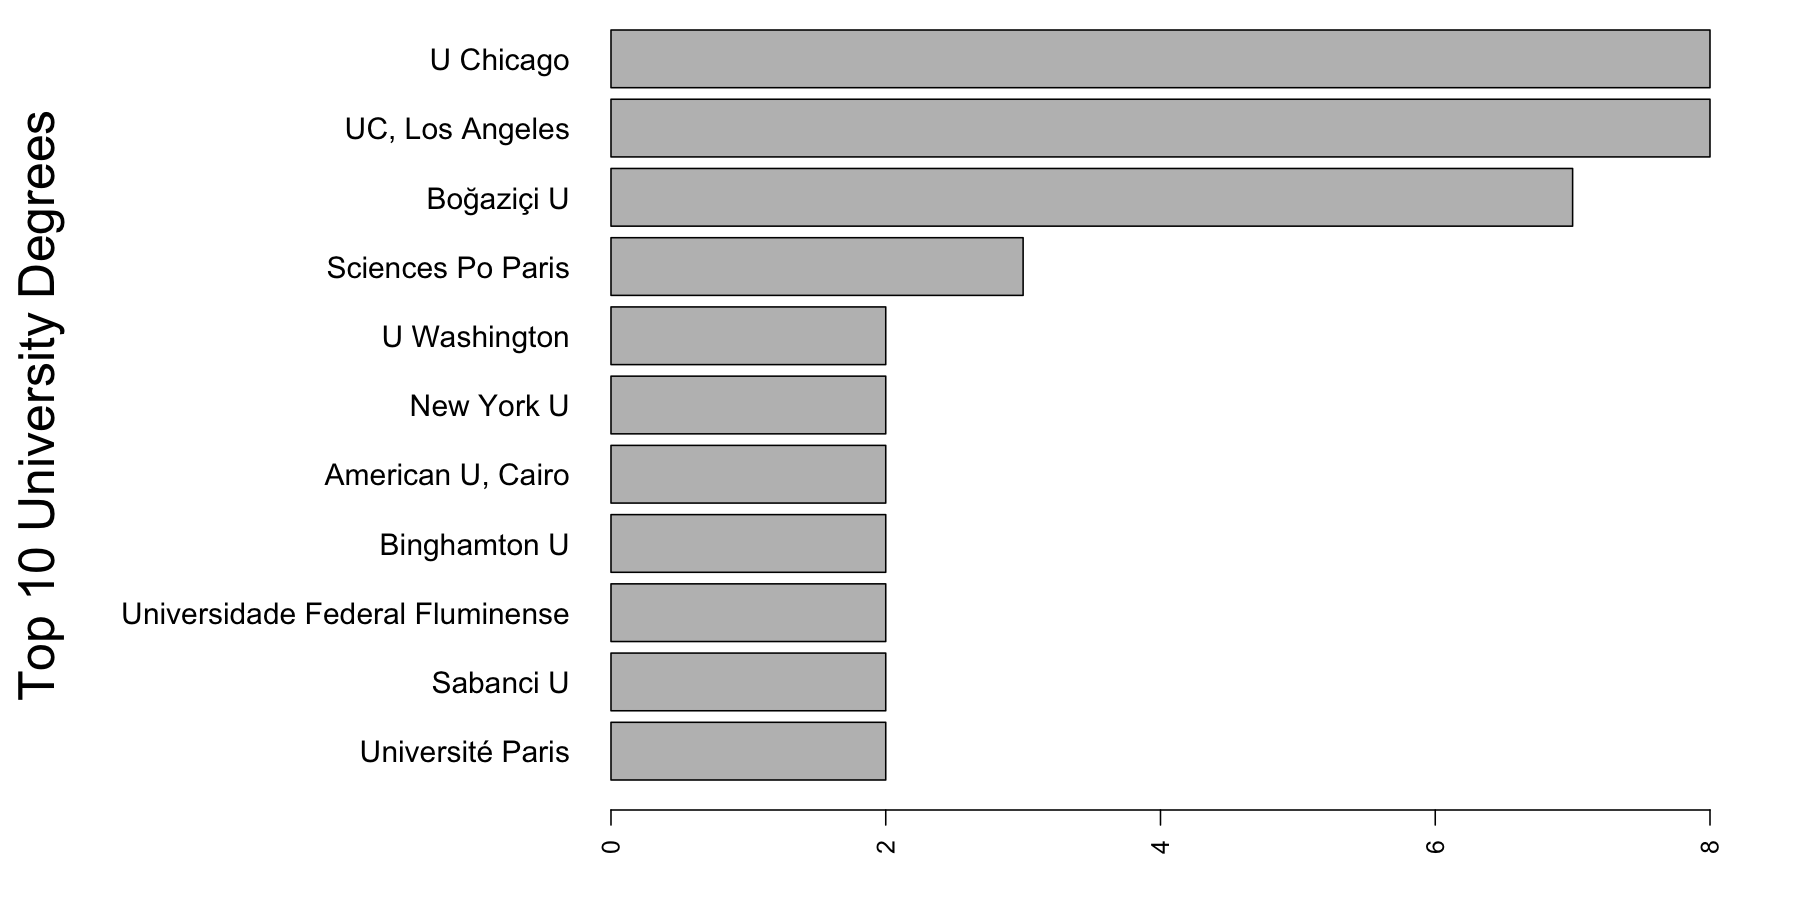 Top 10 University Degrees
U Chicago
UC, Los Angeles
Boğaziçi U
Sciences Po Paris
U Washington
New York U
American U, Cairo
Binghamton U
Universidade Federal Fluminense
Sabanci U
Université Paris
0 2 4 6 8